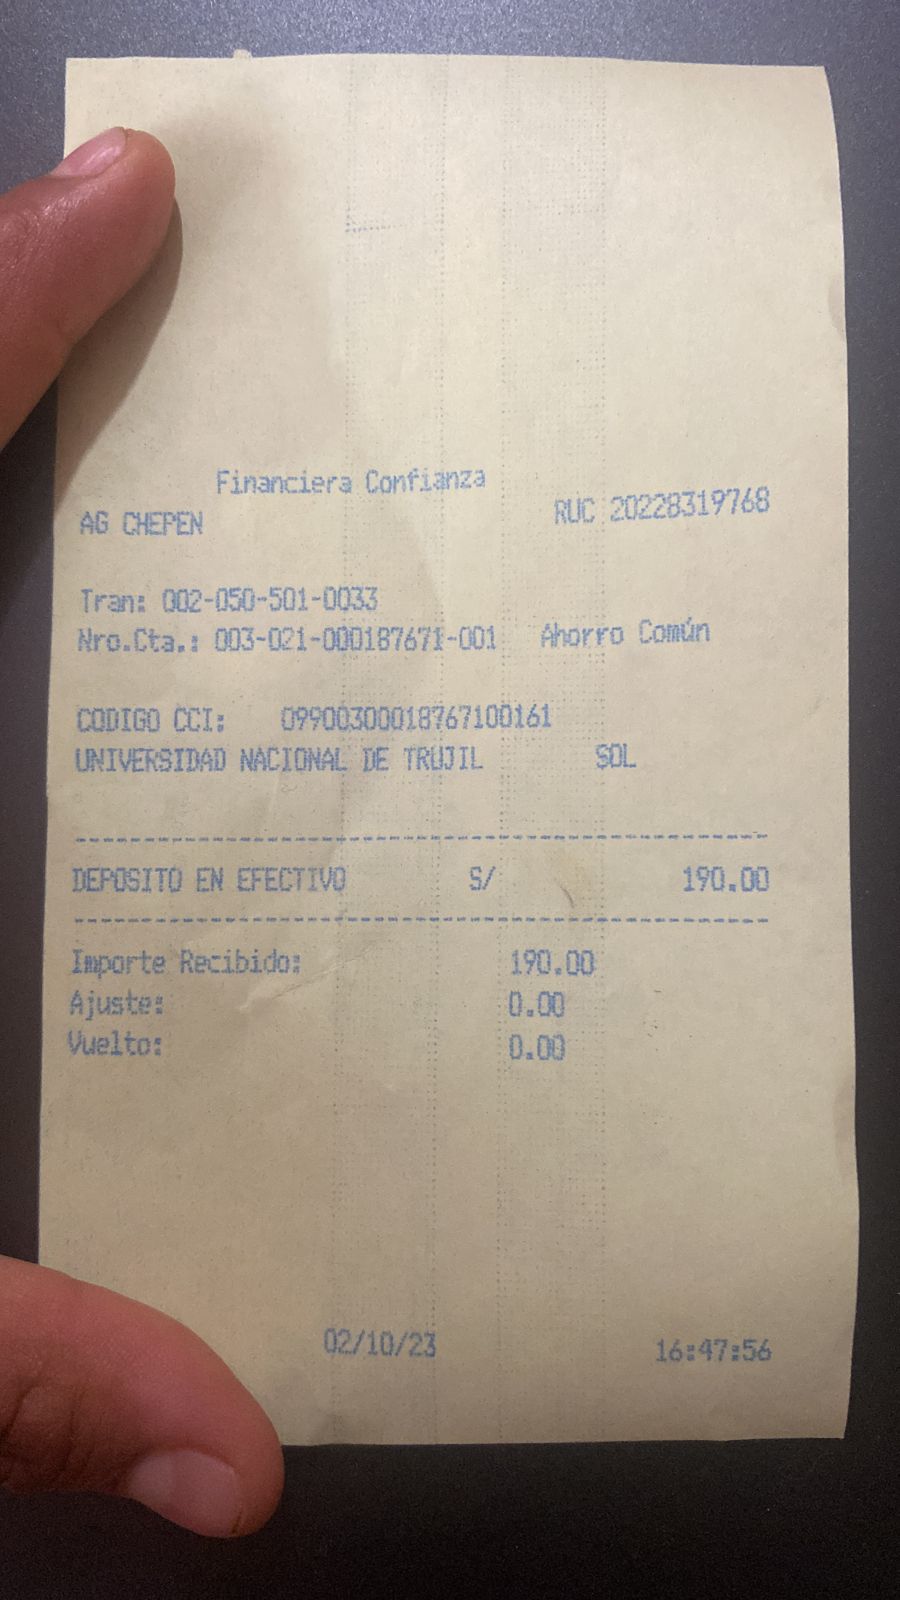 Financiera Confianza
AG CHEPEN RUC 20228319768
Tran: 002-050-501-0033
Nro.Cta.: 003-021-000187671-001 Ahorro Común
CODIGO CCI: 09900300018767100161
UNIVERSIDAD NACIONAL DE TRUJIL SOL
DEPOSITO EN EFECTIVO S/ 190.00
Importe Recibido: 190.00
Ajuste: 0.00
Vuelto: 0.00
02/10/23 16:47:56